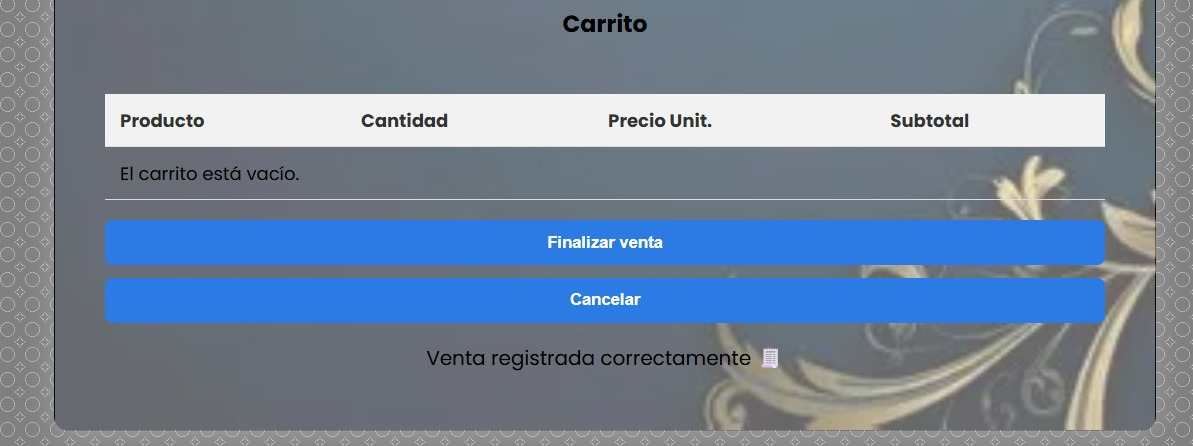 Carrito
Producto Cantidad Precio Unit. Subtotal
El carrito está vacío.
Finalizar venta
Cancelar
Venta registrada correctamente 🧾